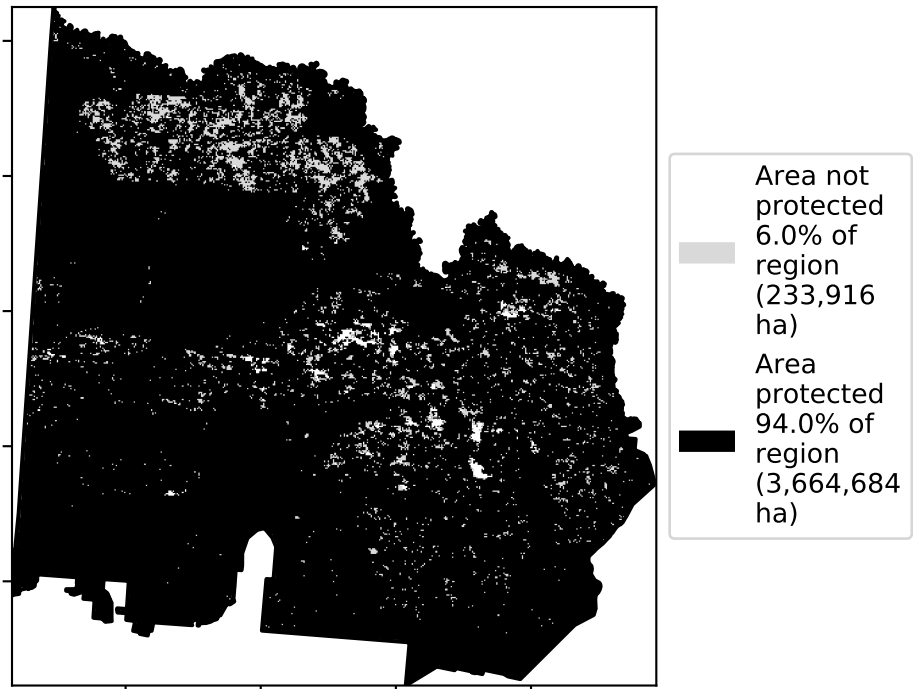 Area not
protected
6.0% of
region
(233,916
ha)
Area
protected
94.0% of
region
(3,664,684
ha)